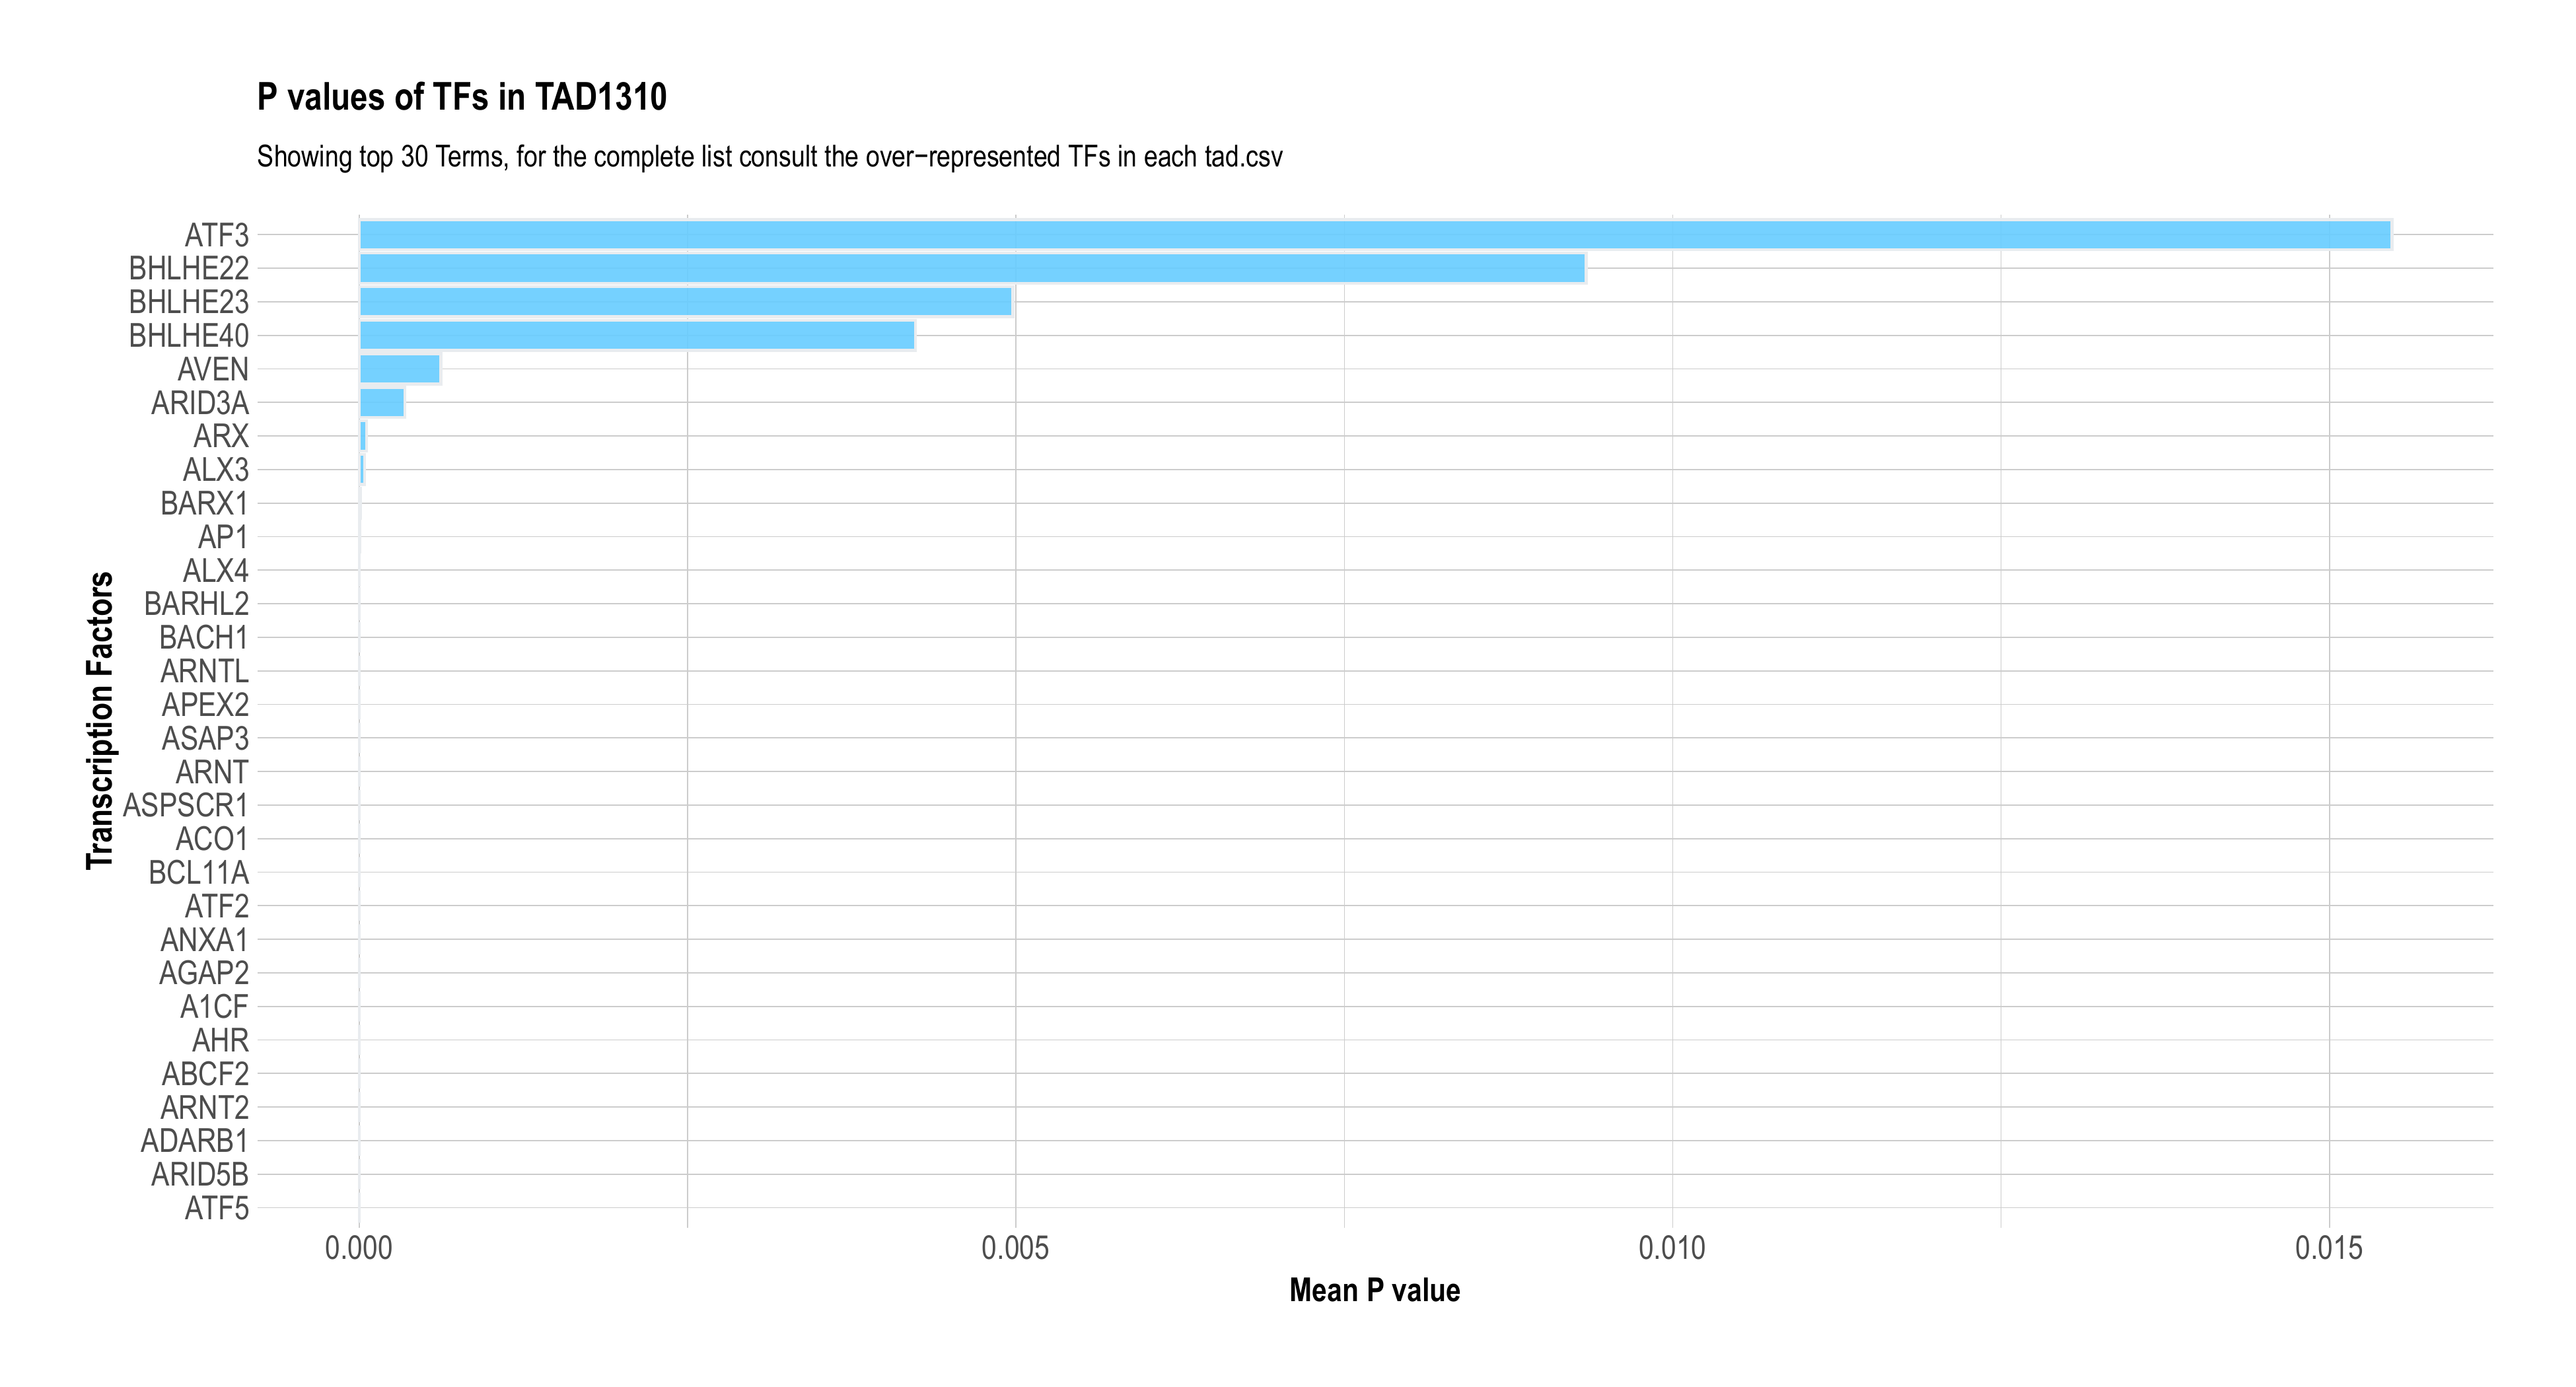 P values of TFs in TAD1310
Showing top 30 Terms, for the complete list consult the over−represented TFs in each tad.csv
Transcription Factors
ATF3
BHLHE22
BHLHE23
BHLHE40
AVEN
ARID3A
ARX
ALX3
BARX1
AP1
ALX4
BARHL2
BACH1
ARNTL
APEX2
ASAP3
ARNT
ASPSCR1
ACO1
BCL11A
ATF2
ANXA1
AGAP2
A1CF
AHR
ABCF2
ARNT2
ADARB1
ARID5B
ATF5
0.000 0.005 0.010 0.015
Mean P value